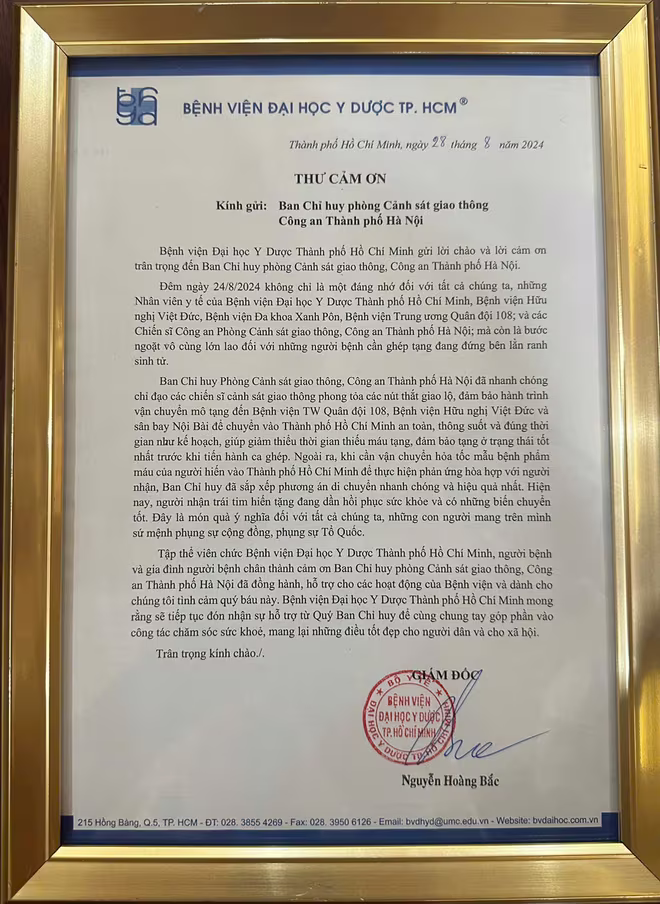 BỆNH VIỆN ĐẠI HỌC Y DƯỢC TP. HCM®
Thành phố Hồ Chí Minh, ngày 28 tháng 8 năm 2024
THƯ CẢM ƠN
Kính gửi: Ban Chỉ huy phòng Cảnh sát giao thông
Công an Thành phố Hà Nội
Bệnh viện Đại học Y Dược Thành phố Hồ Chí Minh gửi lời chào và lời cảm ơn
trân trọng đến Ban Chỉ huy phòng Cảnh sát giao thông, Công an Thành phố Hà Nội.
Đêm ngày 24/8/2024 không chỉ là một đáng nhớ đối với tất cả chúng ta, những
Nhân viên y tế của Bệnh viện Đại học Y Dược Thành phố Hồ Chí Minh, Bệnh viện Hữu
nghị Việt Đức, Bệnh viện Đa khoa Xanh Pôn, Bệnh viện Trung ương Quân đội 108; và các
Chiến sĩ Công an Phòng Cảnh sát giao thông, Công an Thành phố Hà Nội; mà còn là bước
ngoặt vô cùng lớn lao đối với những người bệnh cần ghép tạng đang đứng bên lằn ranh
sinh tử.
Ban Chỉ huy Phòng Cảnh sát giao thông, Công an Thành phố Hà Nội đã nhanh chóng
chỉ đạo các chiến sĩ cảnh sát giao thông phong tỏa các nút thắt giao lộ, đảm bảo hành trình
vận chuyển mô tạng đến Bệnh viện TW Quân đội 108, Bệnh viện Hữu nghị Việt Đức và
sân bay Nội Bài để chuyển vào Thành phố Hồ Chí Minh an toàn, thông suốt và đúng thời
gian như kế hoạch, giúp giảm thiểu thời gian thiếu máu tạng, đảm bảo tạng ở trạng thái tốt
nhất trước khi tiến hành ca ghép. Ngoài ra, khi cần vận chuyển hỏa tốc mẫu bệnh phẩm
máu của người hiến vào Thành phố Hồ Chí Minh để thực hiện phản ứng hòa hợp với người
nhận, Ban Chỉ huy đã sắp xếp phương án di chuyển nhanh chóng và hiệu quả nhất. Hiện
nay, người nhận trái tim hiến tặng đang dần hồi phục sức khỏe và có những biến chuyển
tốt. Đây là món quà ý nghĩa đối với tất cả chúng ta, những con người mang trên mình
sứ mệnh phụng sự cộng đồng, phụng sự Tổ Quốc.
Tập thể viên chức Bệnh viện Đại học Y Dược Thành phố Hồ Chí Minh, người bệnh
và gia đình người bệnh chân thành cảm ơn Ban Chỉ huy phòng Cảnh sát giao thông, Công
an Thành phố Hà Nội đã đồng hành, hỗ trợ cho các hoạt động của Bệnh viện và dành cho
chúng tôi tình cảm quý báu này. Bệnh viện Đại học Y Dược Thành phố Hồ Chí Minh mong
rằng sẽ tiếp tục đón nhận sự hỗ trợ từ Quý Ban Chỉ huy để cùng chung tay góp phần vào
công tác chăm sóc sức khoẻ, mang lại những điều tốt đẹp cho người dân và cho xã hội.
Trân trọng kính chào./.
GIÁM ĐỐC
BỘ Y TẾ
BỆNH VIỆN
ĐẠI HỌC Y DƯỢC
TP.HỒ CHÍ MINH
ĐẠI HỌC Y DƯỢC TP. HỒ CHÍ MINH
Nguyễn Hoàng Bắc
215 Hồng Bàng, Q.5, TP. HCM - ĐT: 028. 3855 4269 - Fax: 028. 3950 6126 - Email: bvdhyd@umc.edu.vn - Website: bvdaihoc.com.vn